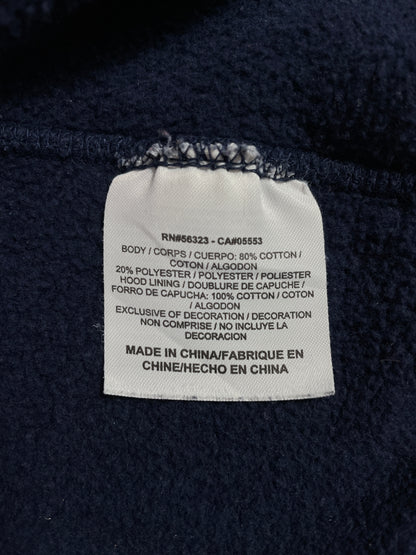 RN#56323 - CA#05553
BODY / CORPS / CUERPO: 80% COTTON /
COTON / ALGODON
20% POLYESTER / POLYESTER / POLIESTER
HOOD LINING / DOUBLURE DE CAPUCHE /
FORRO DE CAPUCHA: 100% COTTON / COTON
/ ALGODON
EXCLUSIVE OF DECORATION / DECORATION
NON COMPRISE / NO INCLUYE LA
DECORACION
MADE IN CHINA/FABRIQUE EN
CHINE/HECHO EN CHINA